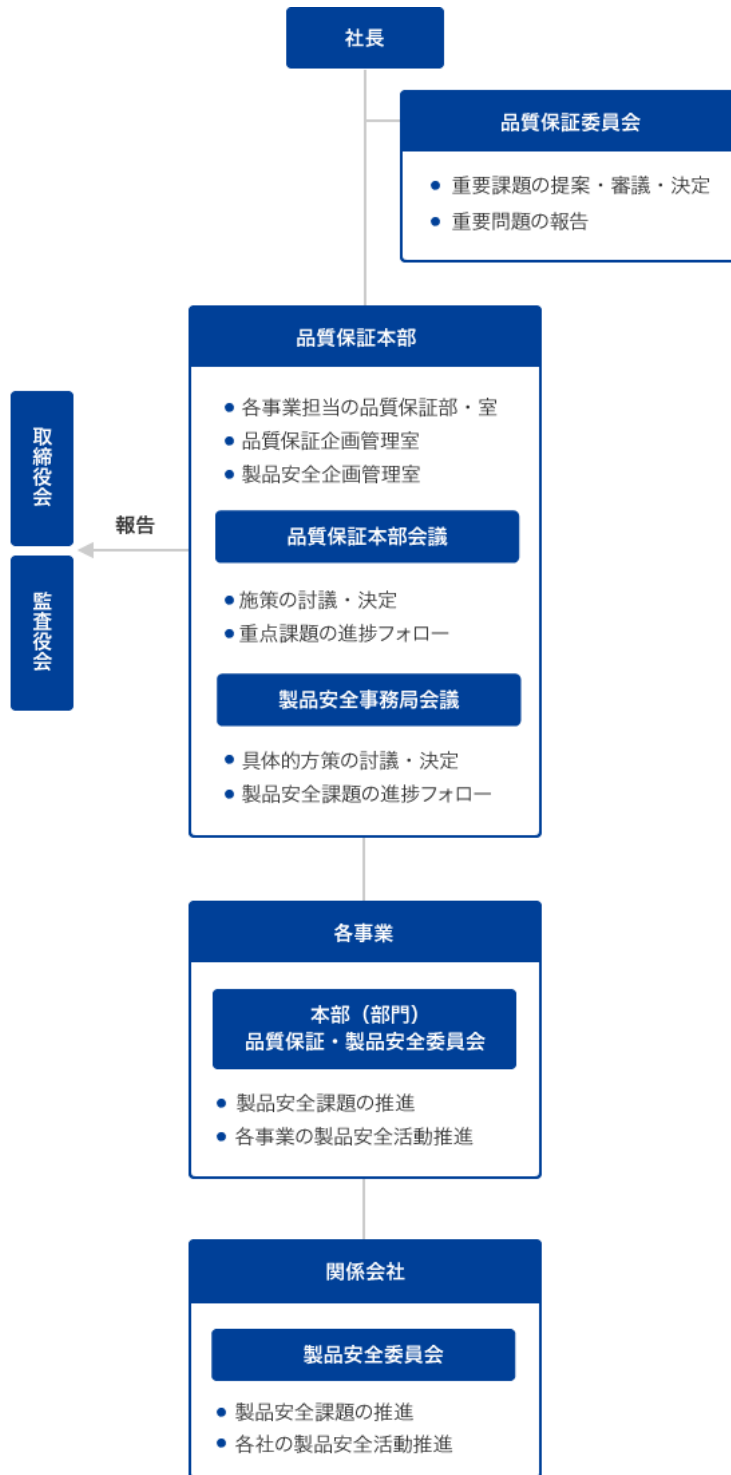 社長
品質保証委員会
● 重要課題の提案・審議・決定
● 重要問題の報告
品質保証本部
● 各事業担当の品質保証部・室
● 品質保証企画管理室
● 製品安全企画管理室
取締役会
報告
監査役会
品質保証本部会議
● 施策の討議・決定
● 重点課題の進捗フォロー
製品安全事務局会議
● 具体的方策の討議・決定
● 製品安全課題の進捗フォロー
各事業
本部（部門）
品質保証・製品安全委員会
● 製品安全課題の推進
● 各事業の製品安全活動推進
関係会社
製品安全委員会
● 製品安全課題の推進
● 各社の製品安全活動推進